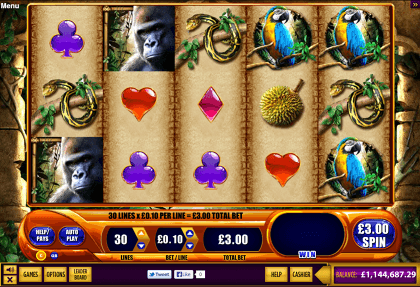 Menu
»
30 LINES x £0.10 PER LINE = £3.00 TOTAL BET
HELP/
PAYS
AUTO
PLAY
30
£0.10
£3.00
£3.00
SPIN
LINES
BET / LINE
TOTAL BET
WIN
GAMES
OPTIONS
LEADER
BOARD
Tweet
Like
0
HELP
CASHIER
BALANCE: £1,144,687.29